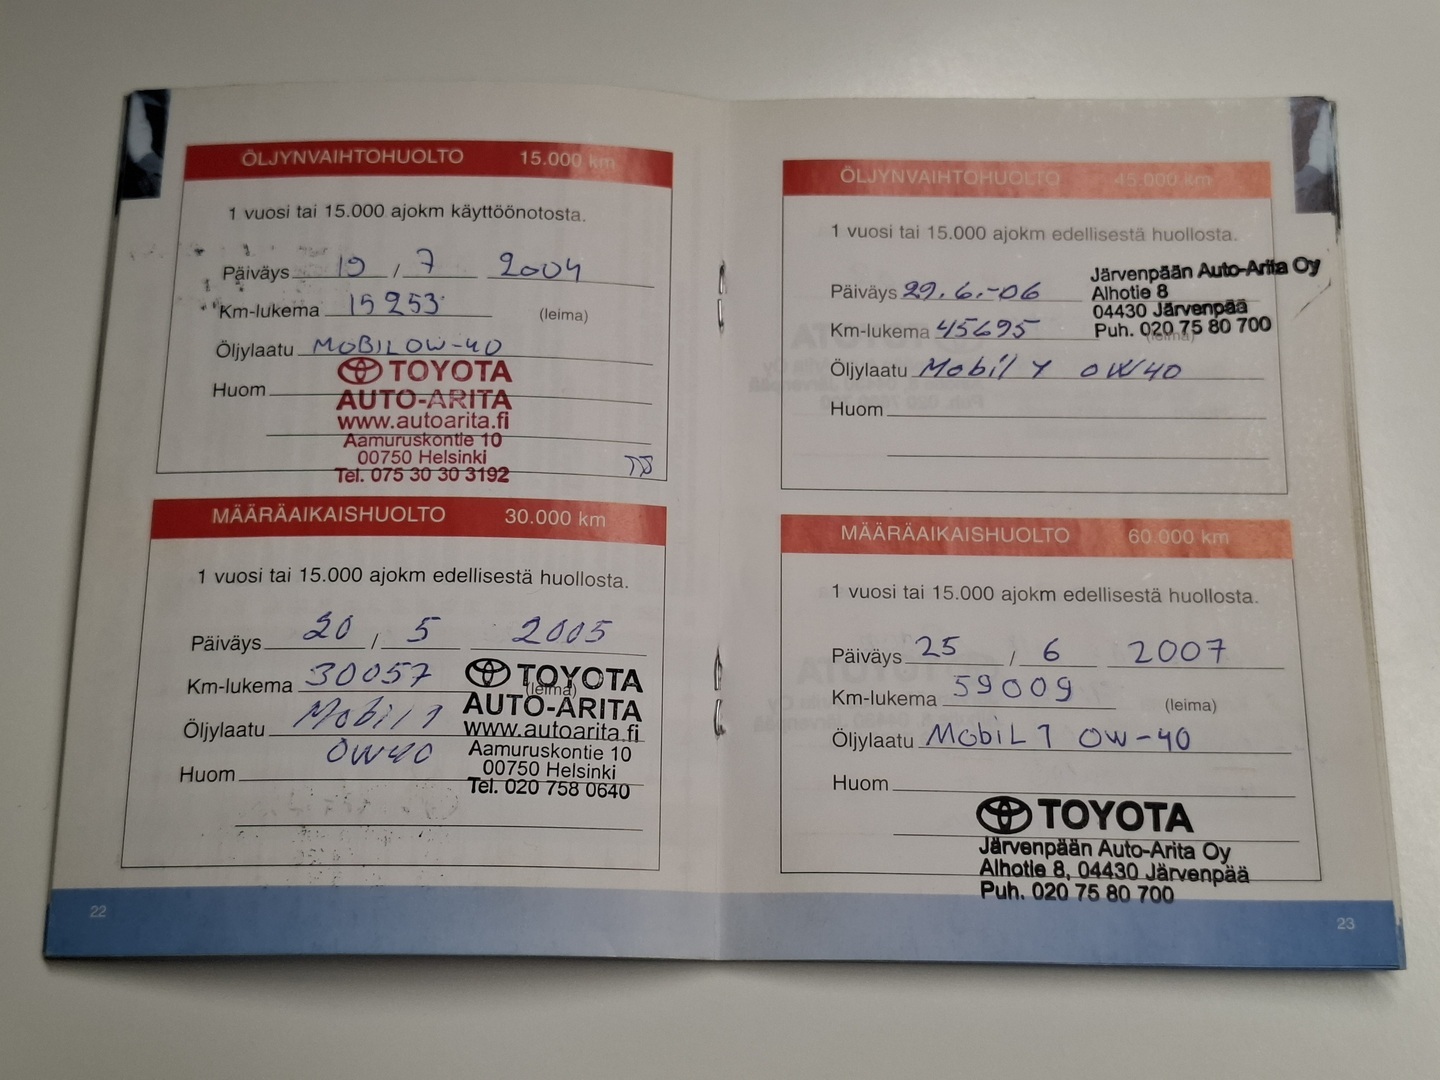 ÖLJYNVAIHTOHUOLTO 15.000 km
1 vuosi tai 15.000 ajokm käyttöönotosta.
Päiväys 19 / 7 2004
Km-lukema 15253 (leima)
Öljylaatu MOBIL 0W-40
Huom
TOYOTA
AUTO-ARITA
www.autoarita.fi
Aamuruskontie 10
00750 Helsinki
Tel. 075 30 30 3192
MÄÄRÄAIKAISHUOLTO 30.000 km
1 vuosi tai 15.000 ajokm edellisestä huollosta.
Päiväys 20 / 5 2005
Km-lukema 30057 (leima)
Öljylaatu Mobil 1
0W40
Huom
TOYOTA
AUTO-ARITA
www.autoarita.fi
Aamuruskontie 10
00750 Helsinki
Tel. 020 758 0640
22
ÖLJYNVAIHTOHUOLTO 45.000 km
1 vuosi tai 15.000 ajokm edellisestä huollosta.
Järvenpään Auto-Arita Oy
Alhotie 8
04430 Järvenpää
Puh. 020 75 80 700
Päiväys 29.6.-06
Km-lukema 45695 (leima)
Öljylaatu Mobil 1 0W40
Huom
MÄÄRÄAIKAISHUOLTO 60.000 km
1 vuosi tai 15.000 ajokm edellisestä huollosta.
Päiväys 25 / 6 2007
Km-lukema 59009 (leima)
Öljylaatu MobiL 1 0W-40
Huom
TOYOTA
Järvenpään Auto-Arita Oy
Alhotie 8, 04430 Järvenpää
Puh. 020 75 80 700
23